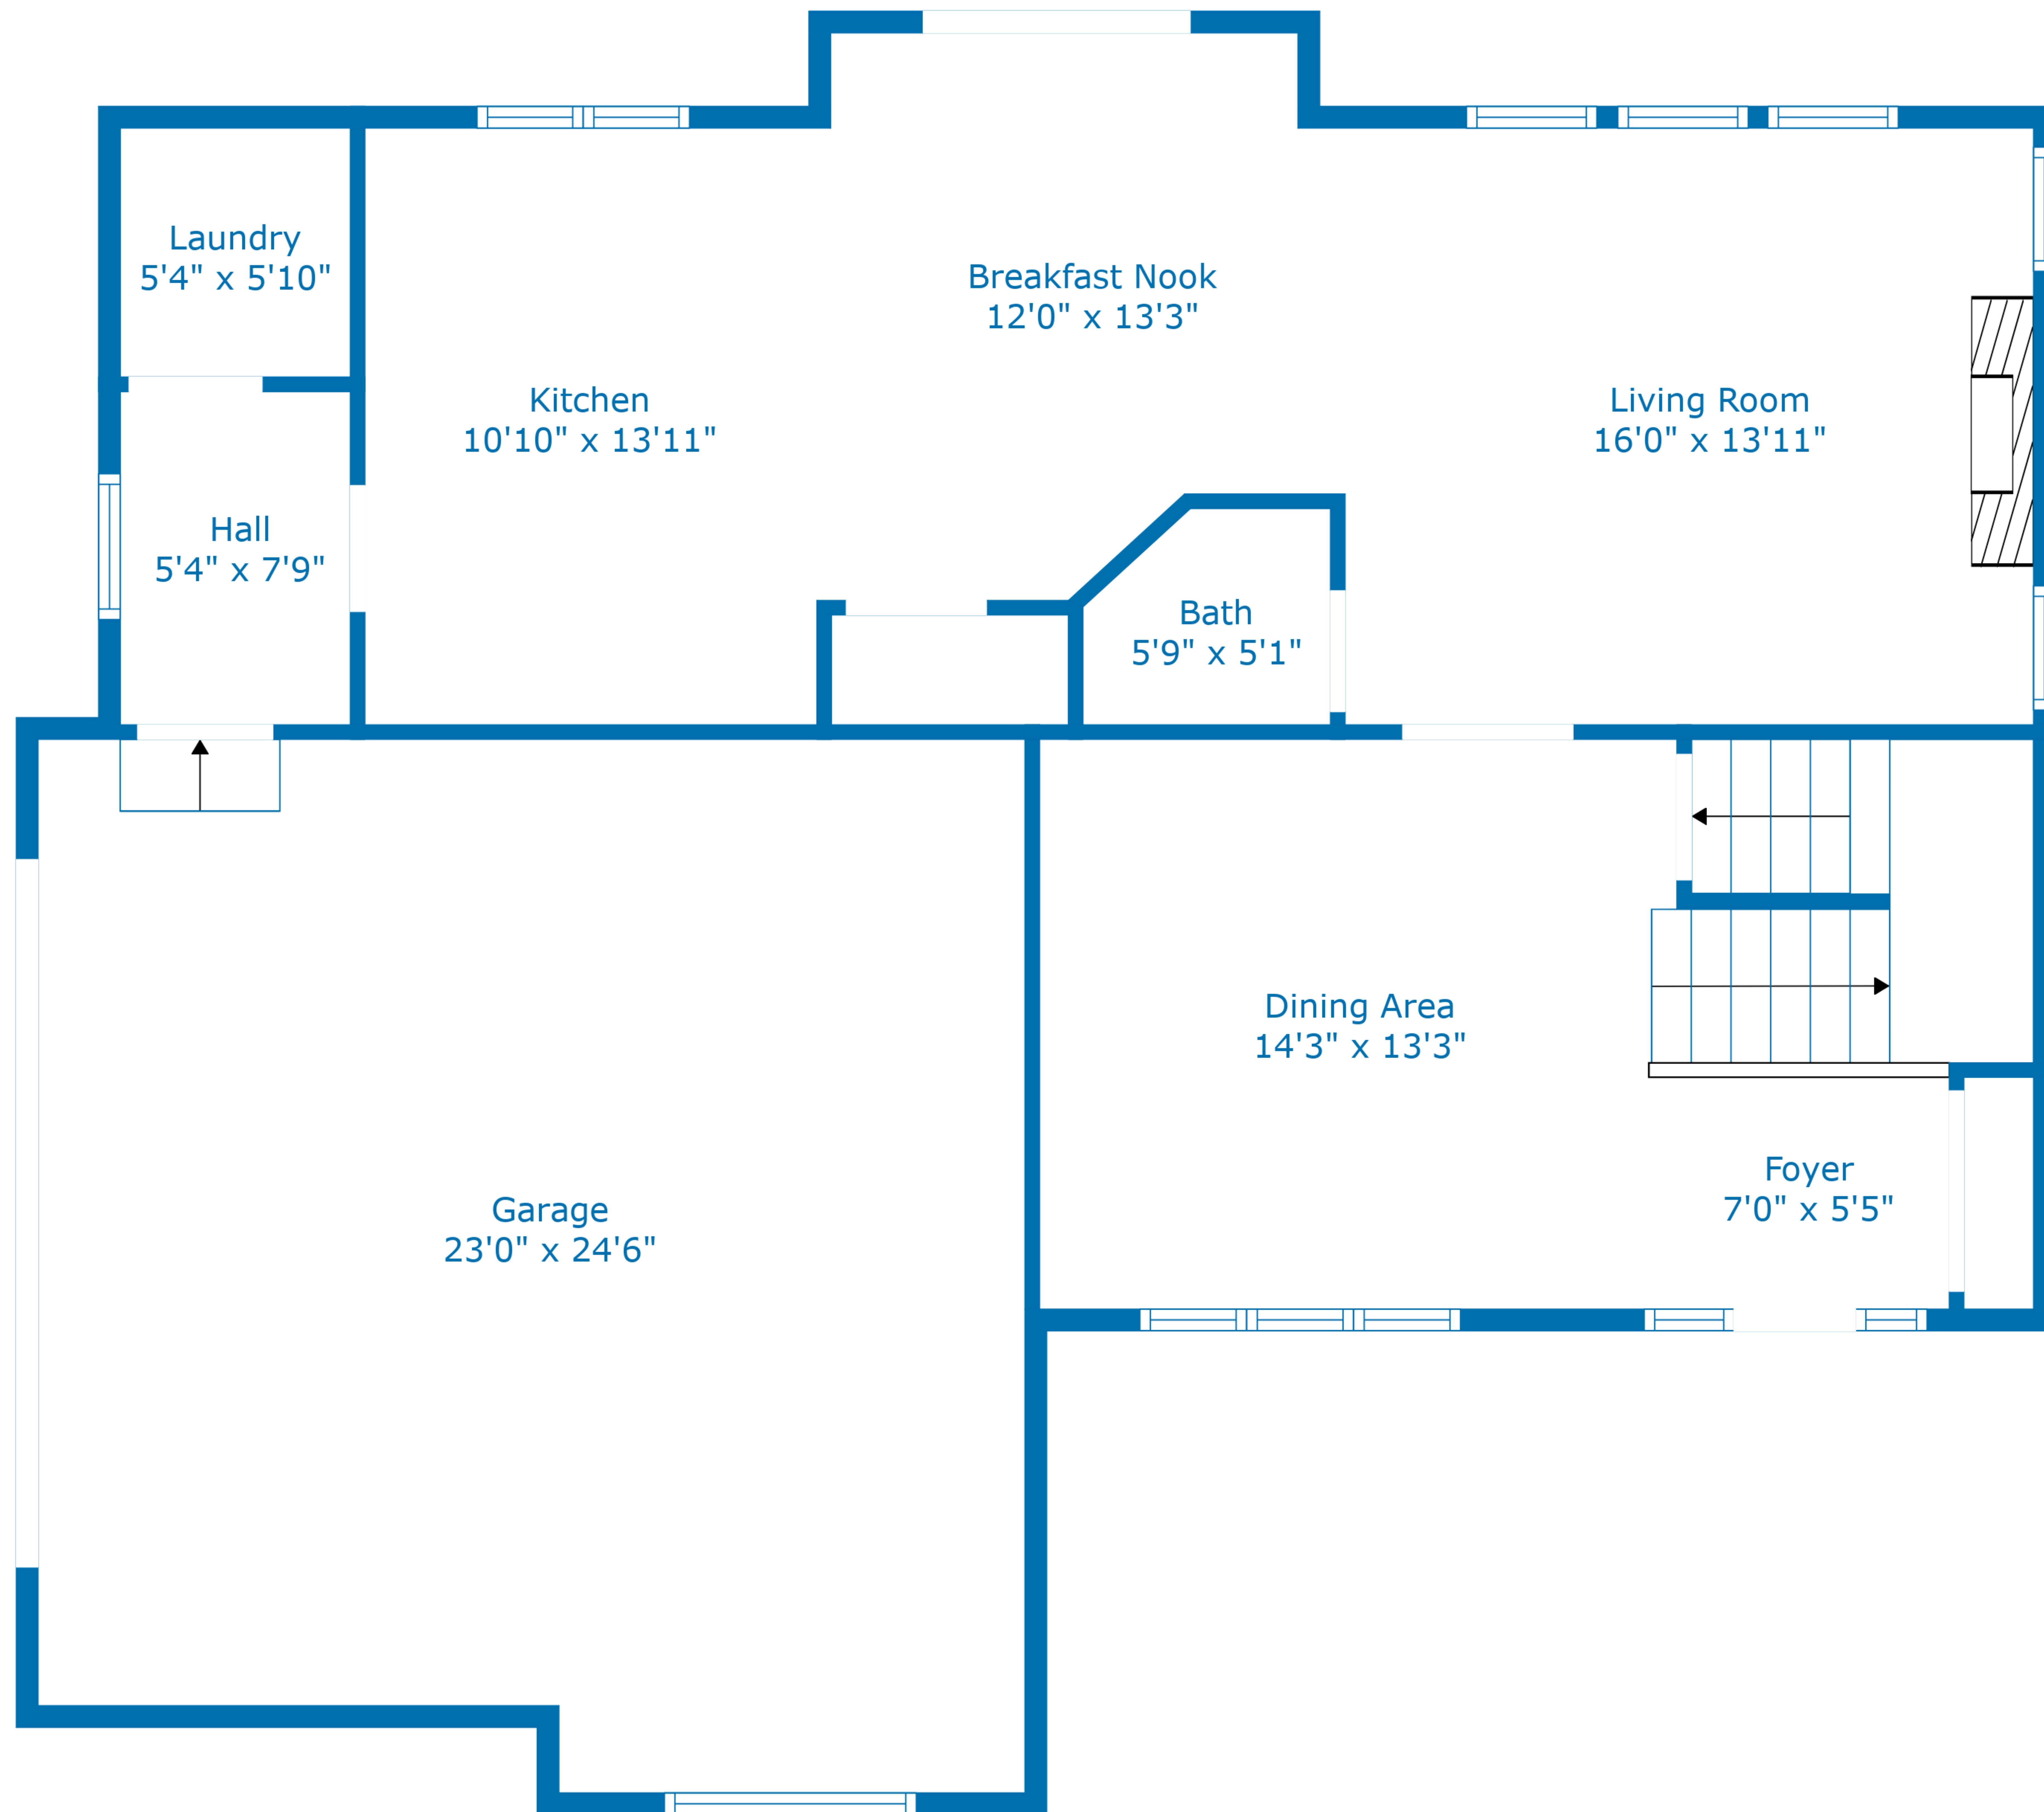 Laundry
5'4" x 5'10"
Breakfast Nook
12'0" x 13'3"
Kitchen
10'10" x 13'11"
Living Room
16'0" x 13'11"
Hall
5'4" x 7'9"
Bath
5'9" x 5'1"
Dining Area
14'3" x 13'3"
Foyer
7'0" x 5'5"
Garage
23'0" x 24'6"